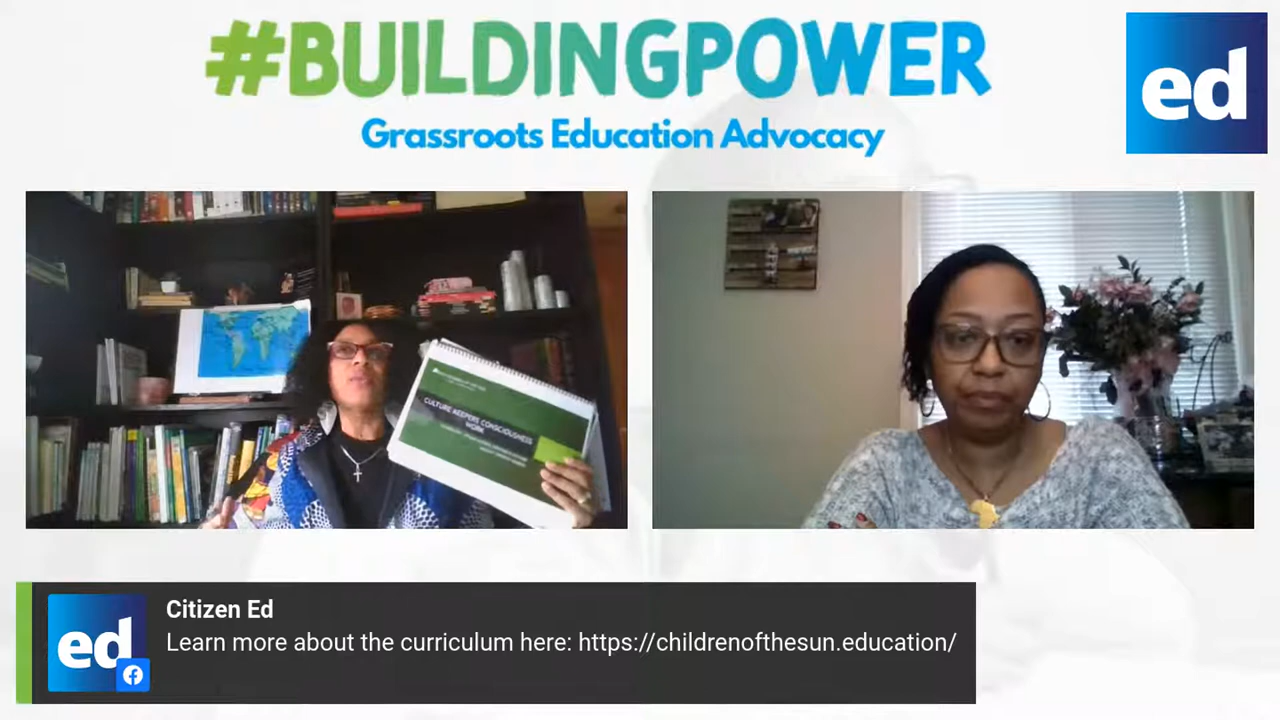 #BUILDINGPOWER
Grassroots Education Advocacy
ed
CULTURE KEEPERS CONSCIOUSNESS
WORK
ed
Citizen Ed
Learn more about the curriculum here: https://childrenofthesun.education/